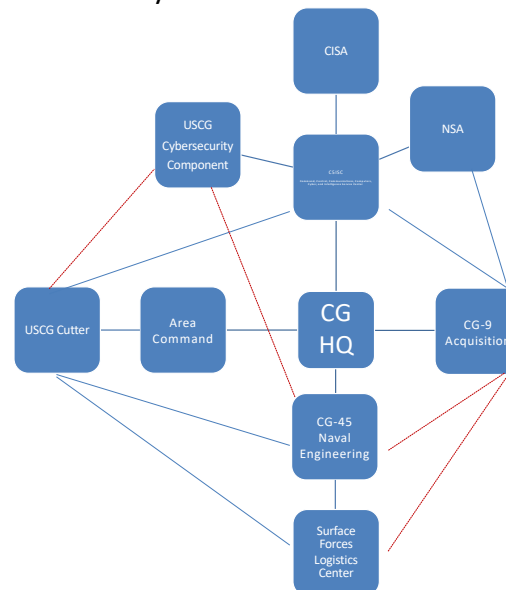 CISA
USCG
Cybersecurity
Component
NSA
C5ISC
USCG Cutter
Area
Command
CG
HQ
CG-9
Acquisition
CG-45
Naval
Engineering
Surface
Forces
Logistics
Center